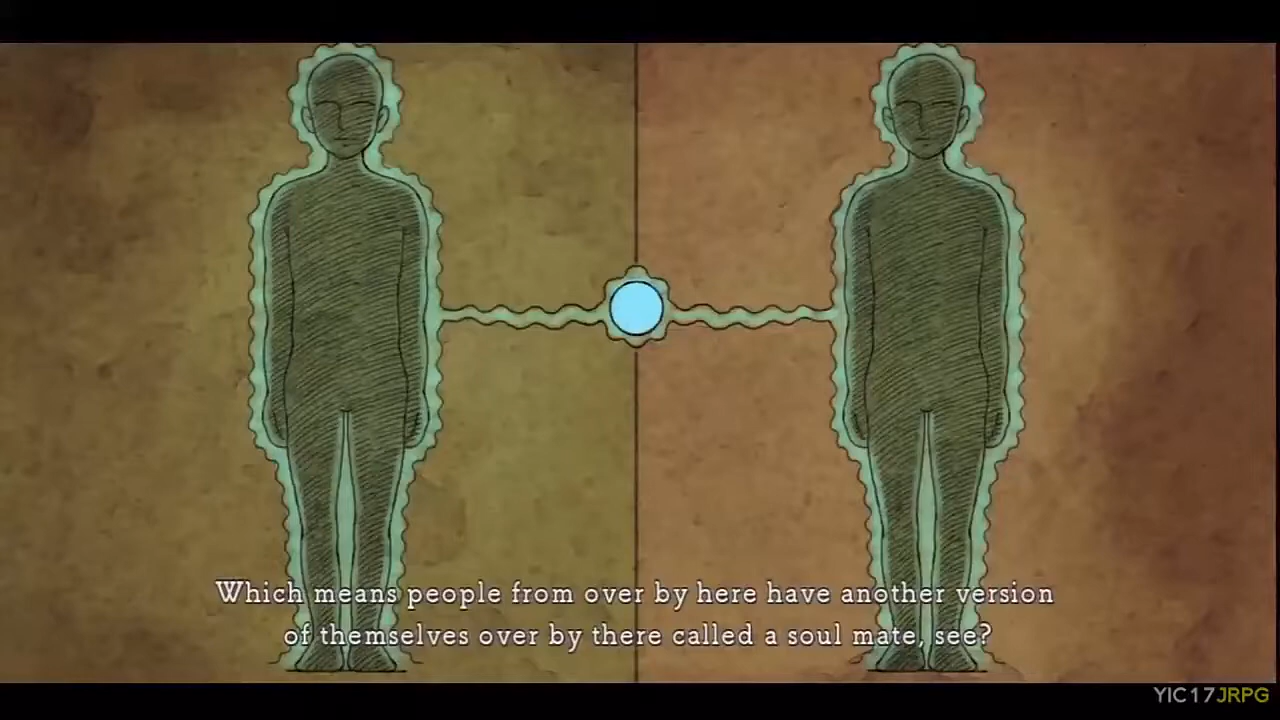 Which means people from over by here have another version
of themselves over by there called a soul mate, see?
YIC17JRPG